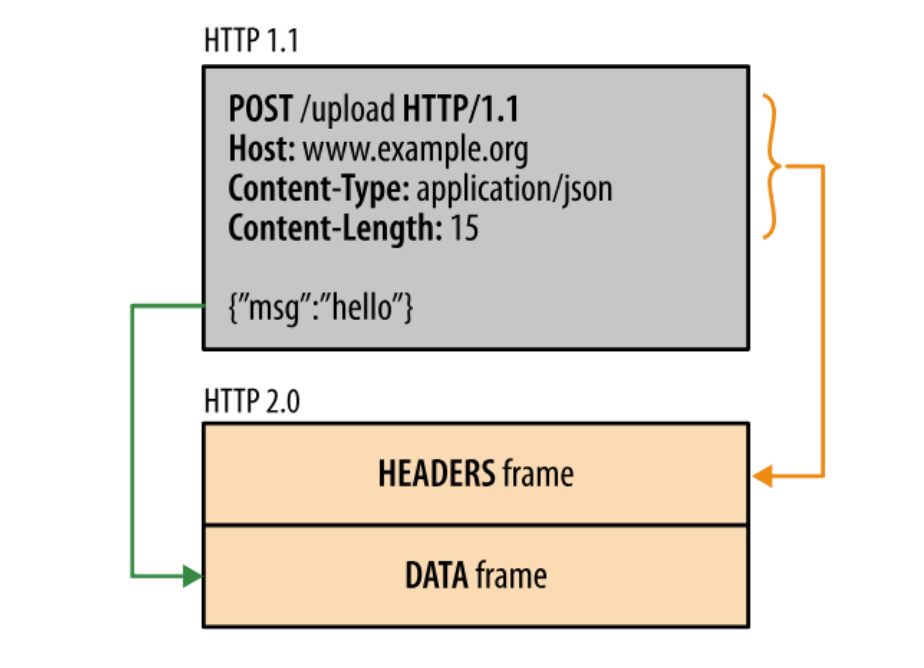 HTTP 1.1
POST /upload HTTP/1.1
Host: www.example.org
Content-Type: application/json
Content-Length: 15
{”msg”:”hello”}
HTTP 2.0
HEADERS frame
DATA frame